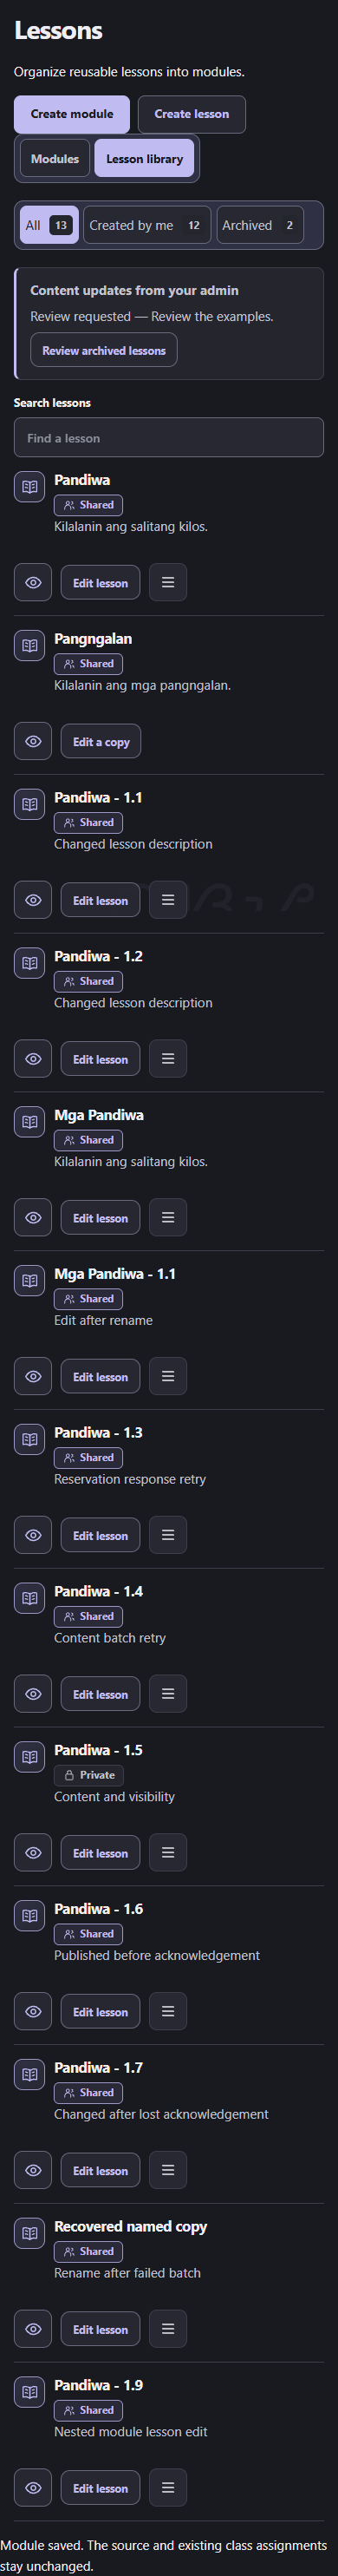 Lessons
Organize reusable lessons into modules.
Create module Create lesson
Modules Lesson library
All 13 Created by me 12 Archived 2
Content updates from your admin
Review requested — Review the examples.
Review archived lessons
Search lessons
Find a lesson
Pandiwa
Shared
Kilalanin ang salitang kilos.
Edit lesson
Pangngalan
Shared
Kilalanin ang mga pangngalan.
Edit a copy
Pandiwa - 1.1
Shared
Changed lesson description
Edit lesson
Pandiwa - 1.2
Shared
Changed lesson description
Edit lesson
Mga Pandiwa
Shared
Kilalanin ang salitang kilos.
Edit lesson
Mga Pandiwa - 1.1
Shared
Edit after rename
Edit lesson
Pandiwa - 1.3
Shared
Reservation response retry
Edit lesson
Pandiwa - 1.4
Shared
Content batch retry
Edit lesson
Pandiwa - 1.5
Private
Content and visibility
Edit lesson
Pandiwa - 1.6
Shared
Published before acknowledgement
Edit lesson
Pandiwa - 1.7
Shared
Changed after lost acknowledgement
Edit lesson
Recovered named copy
Shared
Rename after failed batch
Edit lesson
Pandiwa - 1.9
Shared
Nested module lesson edit
Edit lesson
Module saved. The source and existing class assignments
stay unchanged.